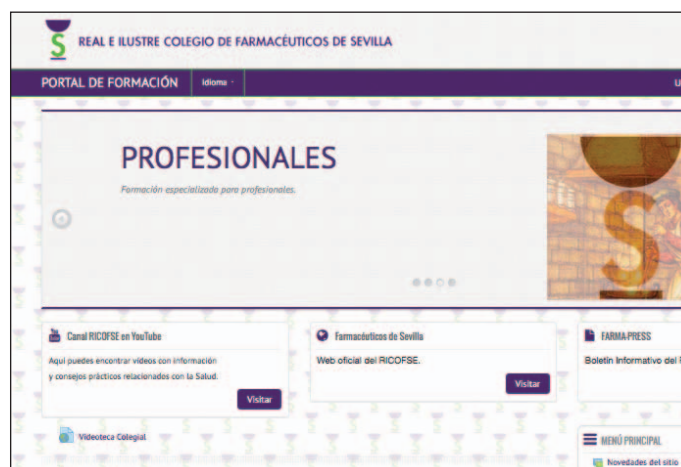 REAL E ILUSTRE COLEGIO DE FARMACÉUTICOS DE SEVILLA
PORTAL DE FORMACIÓN
Idioma
PROFESIONALES
Formación especializada para profesionales.
Canal RICOFSE en YouTube
Aquí puedes encontrar vídeos con información
y consejos prácticos relacionados con la Salud.
Visitar
Videoteca Colegial
Farmacéuticos de Sevilla
Web oficial del RICOFSE.
Visitar
FARMA-PRESS
Boletín Informativo del
MENÚ PRINCIPAL
Novedades del sitio